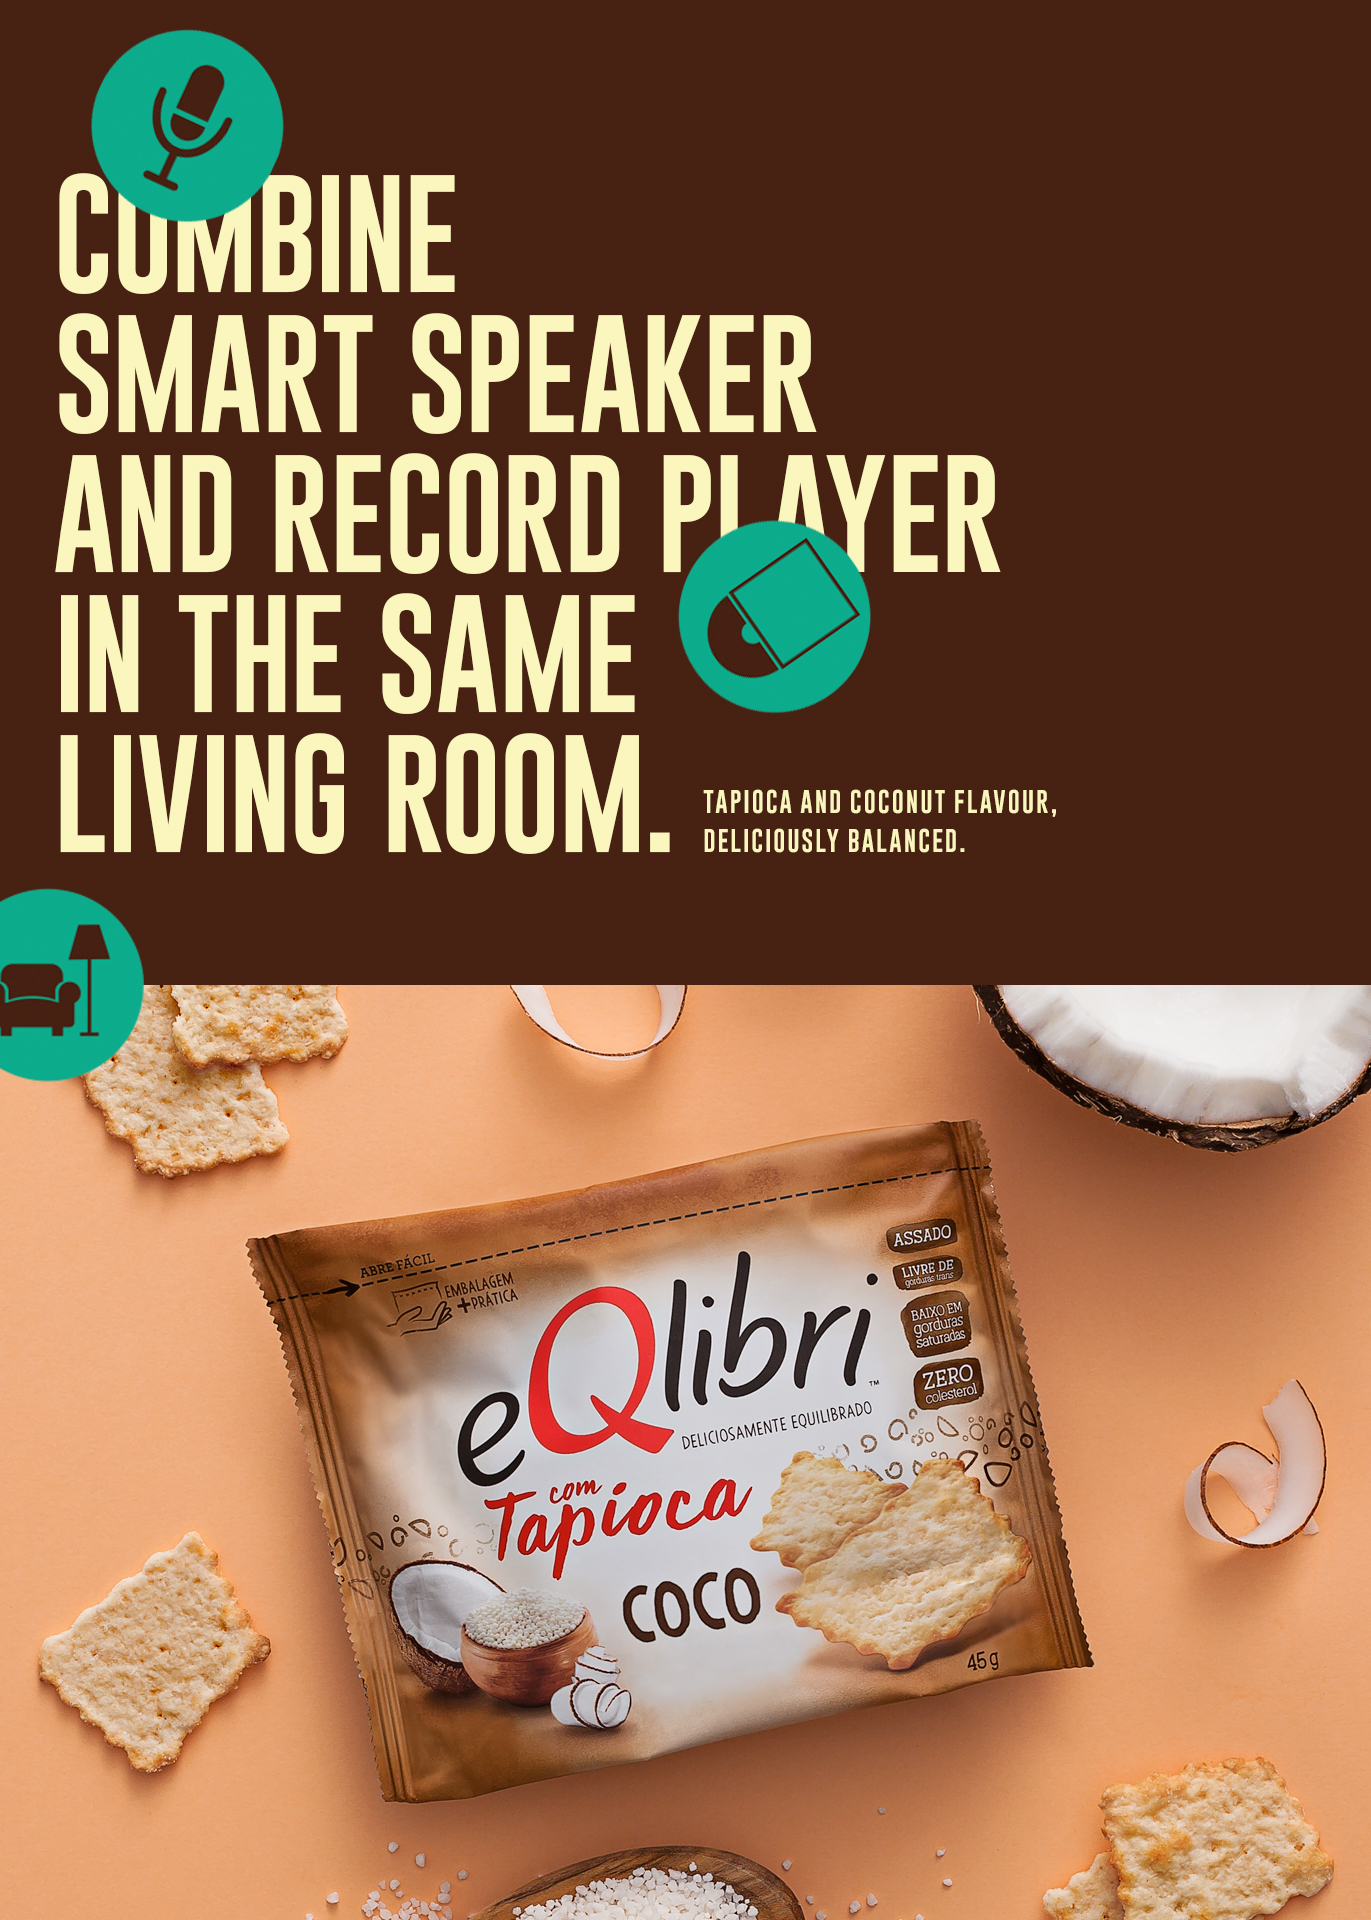 COMBINE
SMART SPEAKER
AND RECORD PLAYER
IN THE SAME
LIVING ROOM.
TAPIOCA AND COCONUT FLAVOUR,
DELICIOUSLY BALANCED.
ABRE FÁCIL
EMBALAGEM
+PRÁTICA
eQlibri™
DELICIOSAMENTE EQUILIBRADO
ASSADO
LIVRE DE
gorduras trans
BAIXO EM
gorduras
saturadas
ZERO
colesterol
com
Tapioca
COCO
45g